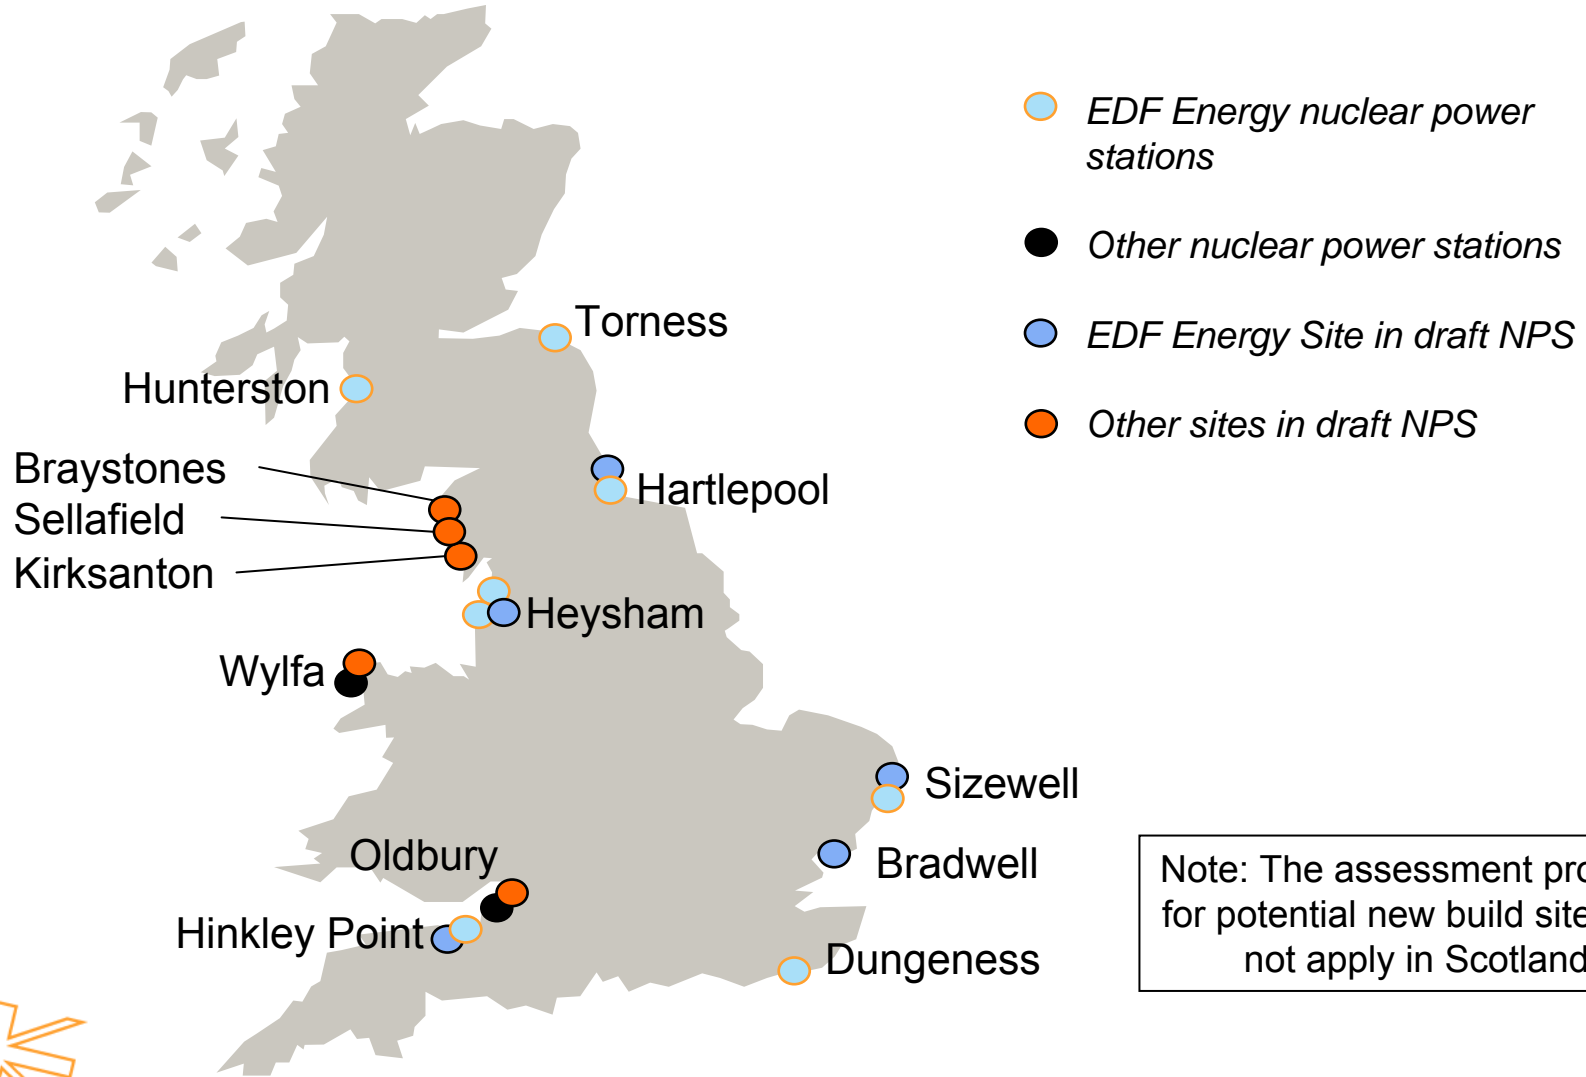 EDF Energy nuclear power
stations
Other nuclear power stations
EDF Energy Site in draft NPS
Other sites in draft NPS
Torness
Hunterston
Braystones
Sellafield
Kirksanton
Hartlepool
Heysham
Wylfa
Sizewell
Oldbury
Bradwell
Hinkley Point
Dungeness
Note: The assessment
for potential new build
not apply in Scotland